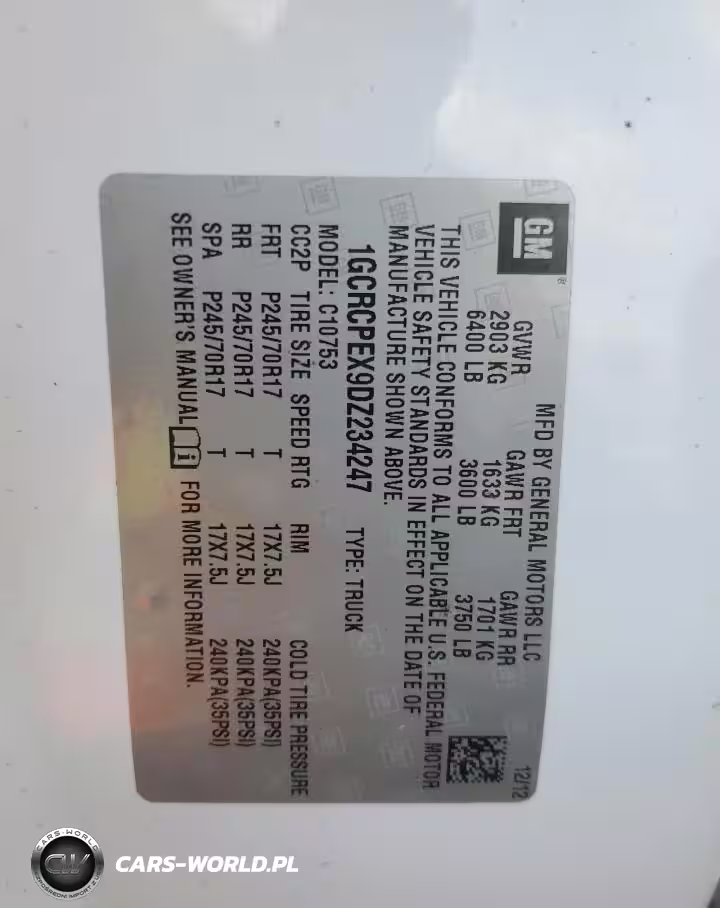 GM
®
MFD BY GENERAL MOTORS LLC
12/12
GVWR GAWR FRT GAWR RR
2903 KG 1633 KG 1701 KG
6400 LB 3600 LB 3750 LB
THIS VEHICLE CONFORMS TO ALL APPLICABLE U.S. FEDERAL MOTOR
VEHICLE SAFETY STANDARDS IN EFFECT ON THE DATE OF
MANUFACTURE SHOWN ABOVE.
1GCRCPEX9DZ234247 TYPE: TRUCK
MODEL: C10753
CC2P TIRE SIZE SPEED RTG RIM COLD TIRE PRESSURE
FRT P245/70R17 T 17X7.5J 240KPA(35PSI)
RR P245/70R17 T 17X7.5J 240KPA(35PSI)
SPA P245/70R17 T 17X7.5J 240KPA(35PSI)
SEE OWNER'S MANUAL FOR MORE INFORMATION.
CARS-WORLD
CW
CARS-WORLD.PL